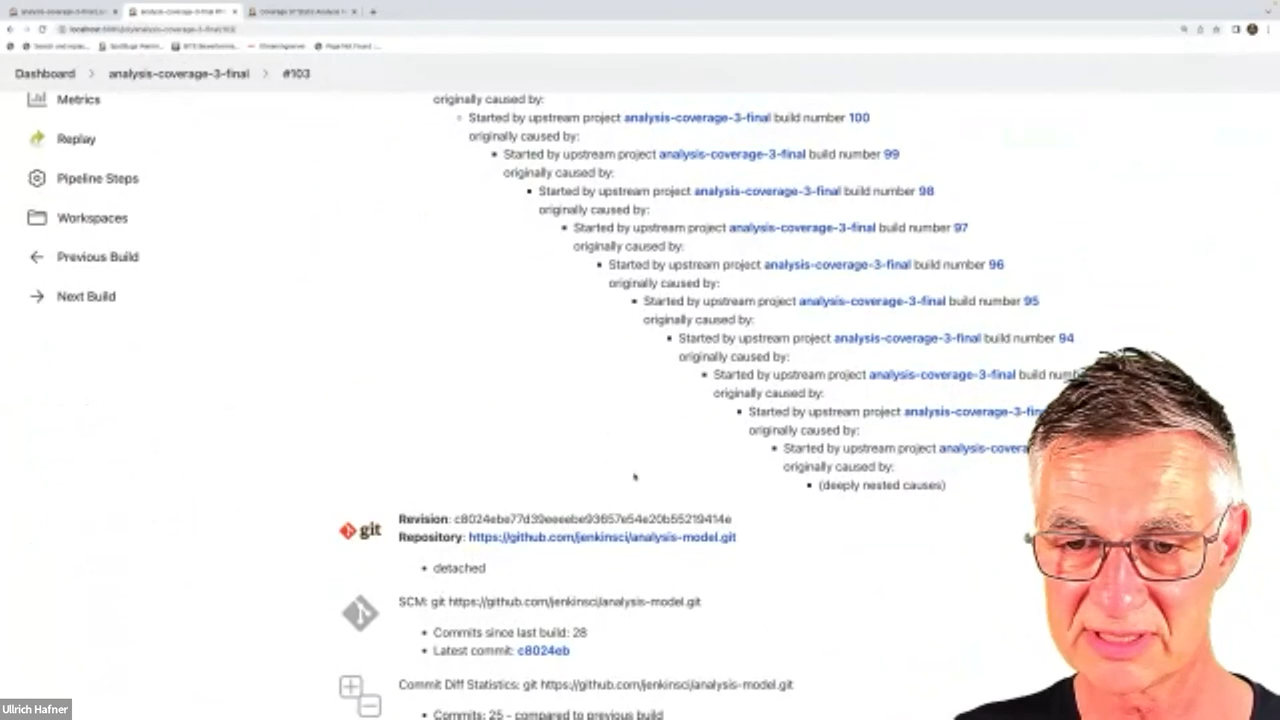 localhost
Dashboard > analysis-coverage-3-final > #103
Metrics
Replay
Pipeline Steps
Workspaces
Previous Build
Next Build
originally caused by:
Started by upstream project analysis-coverage-3-final build number 100
originally caused by:
Started by upstream project analysis-coverage-3-final build number 99
originally caused by:
Started by upstream project analysis-coverage-3-final build number 98
originally caused by:
Started by upstream project analysis-coverage-3-final build number 97
originally caused by:
Started by upstream project analysis-coverage-3-final build number 96
originally caused by:
Started by upstream project analysis-coverage-3-final build number 95
originally caused by:
Started by upstream project analysis-coverage-3-final build number 94
originally caused by:
Started by upstream project analysis-coverage-3-final build
originally caused by:
Started by upstream project
originally caused by:
Started by upstream project
originally caused by:
(deeply nested causes)
git
Revision:
Repository: https://github.com/jenkinsci/analysis-model.git
detached
SCM: git https://github.com/jenkinsci/analysis-model.git
Commits since last build: 28
Latest commit: c8024eb
Commit Diff Statistics: git https://github.com/jenkinsci/analysis-model.git
Commits: 25 - compared to previous build
Ullrich Hafner